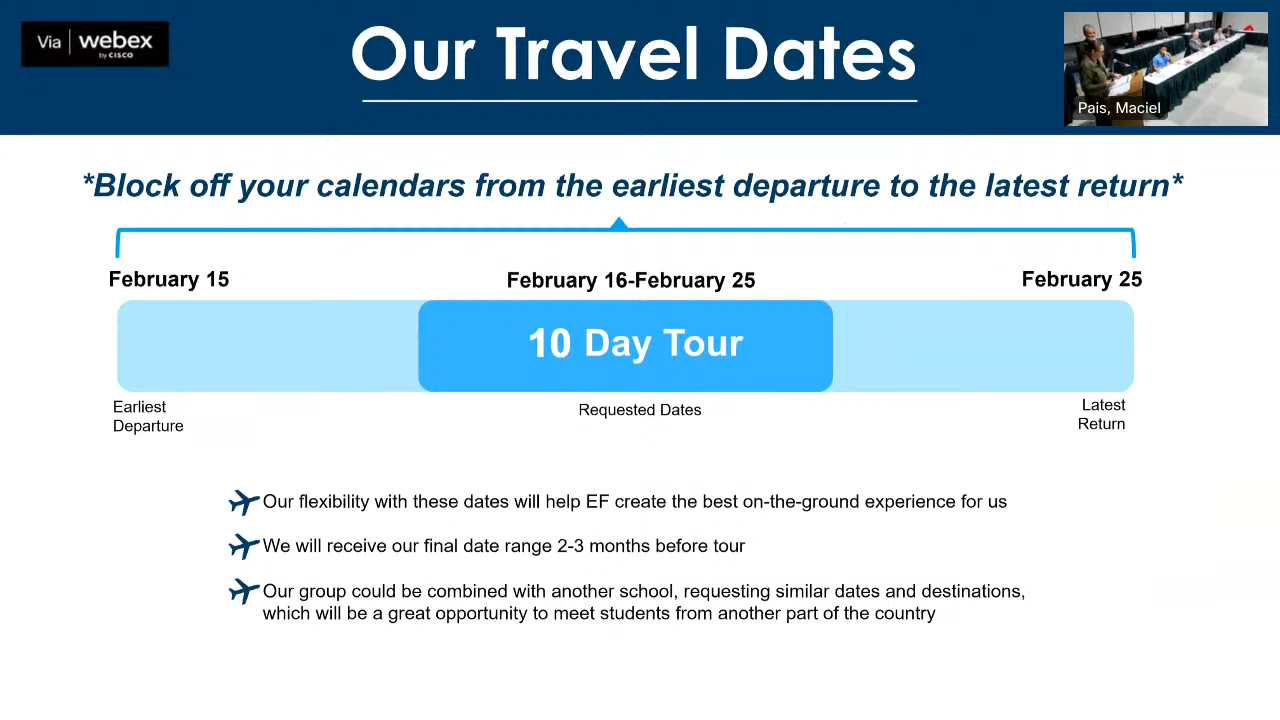 Via webex
by CISCO
Our Travel Dates
Pais, Maciel
*Block off your calendars from the earliest departure to the latest return*
February 15
February 16-February 25
February 25
10 Day Tour
Earliest
Departure
Requested Dates
Latest
Return
Our flexibility with these dates will help EF create the best on-the-ground experience for us
We will receive our final date range 2-3 months before tour
Our group could be combined with another school, requesting similar dates and destinations,
which will be a great opportunity to meet students from another part of the country